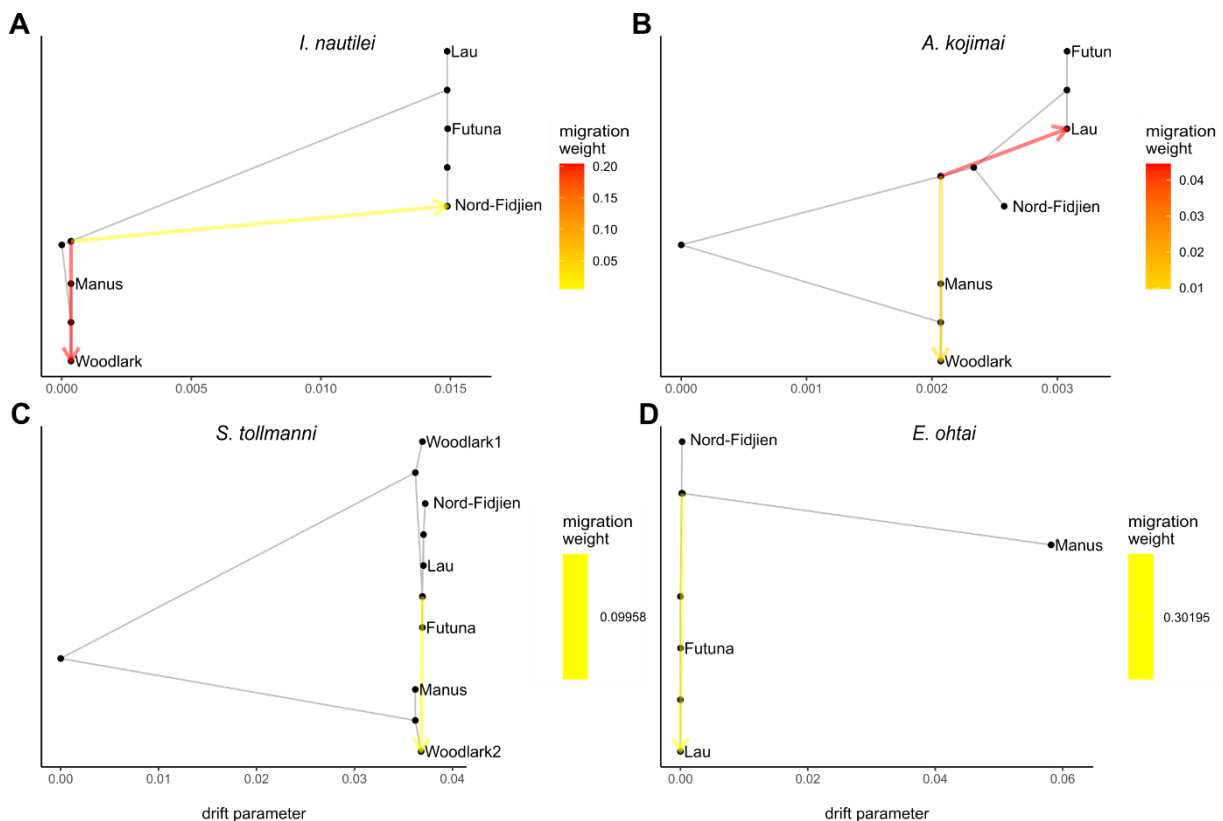 A
I. nautilei
Lau
Futuna
Nord-Fidjien
Manus
Woodlark
0.000
0.005
0.010
0.015
migration
weight
0.20
0.15
0.10
0.05
B
A. kojimai
Futun
Lau
Nord-Fidjien
Manus
Woodlark
0.000
0.001
0.002
0.003
migration
weight
0.04
0.03
0.02
0.01
C
S. tollmanni
Woodlark1
Nord-Fidjien
Lau
Futuna
Manus
Woodlark2
0.00
0.01
0.02
0.03
0.04
drift parameter
migration
weight
0.09958
D
E. ohtai
Nord-Fidjien
Manus
Futuna
Lau
0.00
0.02
0.04
0.06
drift parameter
migration
weight
0.30195